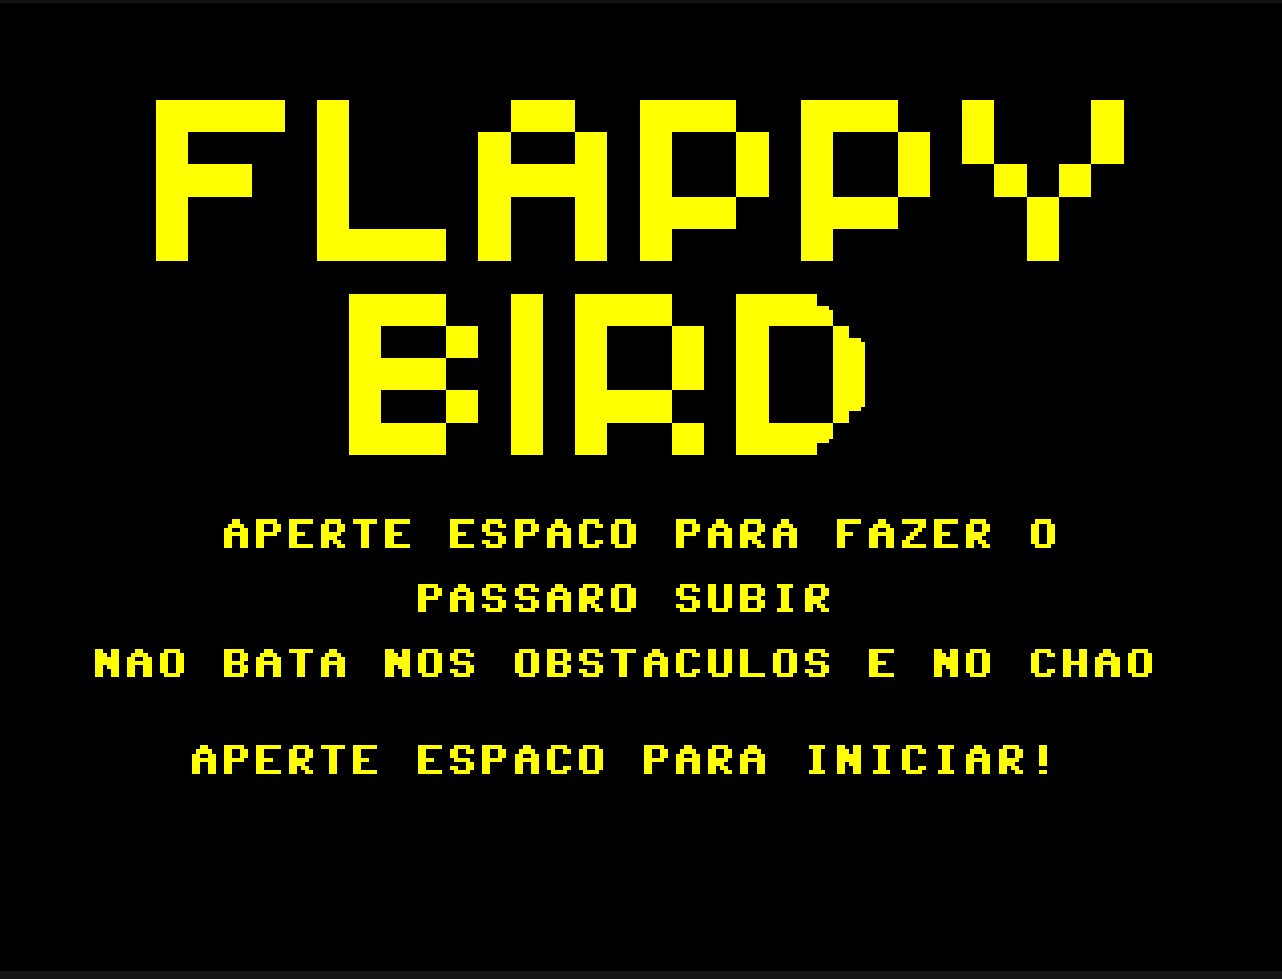 FLAPPY
BIRD
APERTE ESPACO PARA FAZER O
PASSARO SUBIR
NAO BATA NOS OBSTACULOS E NO CHAO
APERTE ESPACO PARA INICIAR!